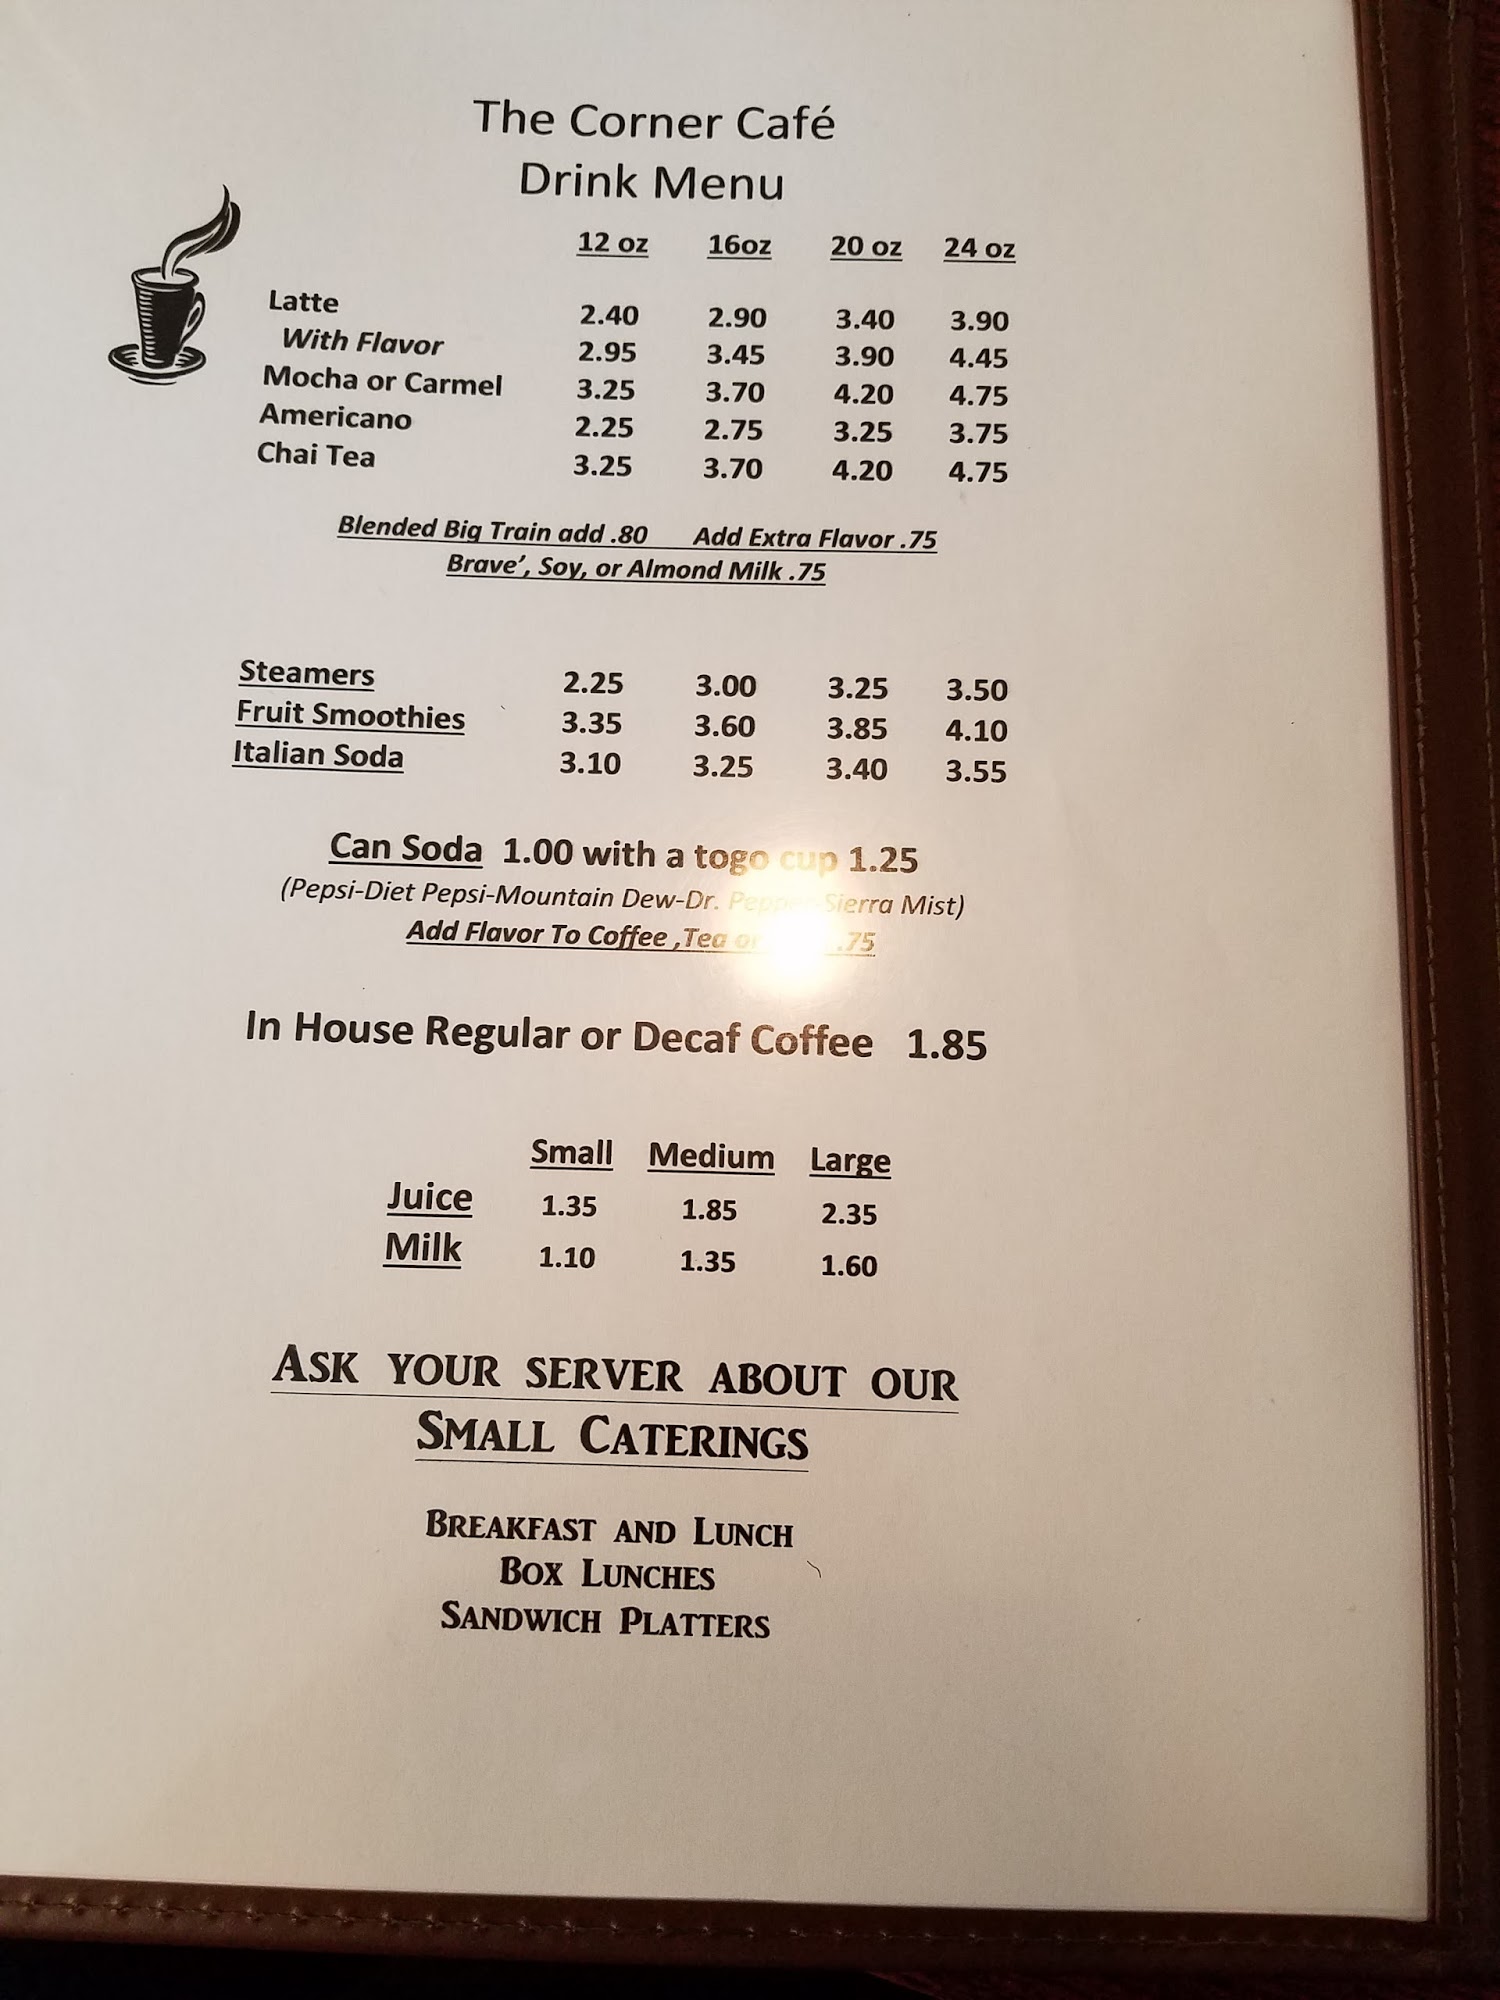 The Corner Café
Drink Menu
12 oz 16oz 20 oz 24 oz
Latte 2.40 2.90 3.40 3.90
With Flavor 2.95 3.45 3.90 4.45
Mocha or Carmel 3.25 3.70 4.20 4.75
Americano 2.25 2.75 3.25 3.75
Chai Tea 3.25 3.70 4.20 4.75
Blended Big Train add .80 Add Extra Flavor .75
Brave', Soy, or Almond Milk .75
Steamers 2.25 3.00 3.25 3.50
Fruit Smoothies 3.35 3.60 3.85 4.10
Italian Soda 3.10 3.25 3.40 3.55
Can Soda 1.00 with a togo cup 1.25
(Pepsi-Diet Pepsi-Mountain Dew-Dr. Pepper-Sierra Mist)
Add Flavor To Coffee ,Tea or .75
In House Regular or Decaf Coffee 1.85
Small Medium Large
Juice 1.35 1.85 2.35
Milk 1.10 1.35 1.60
ASK YOUR SERVER ABOUT OUR
SMALL CATERINGS
BREAKFAST AND LUNCH
BOX LUNCHES
SANDWICH PLATTERS